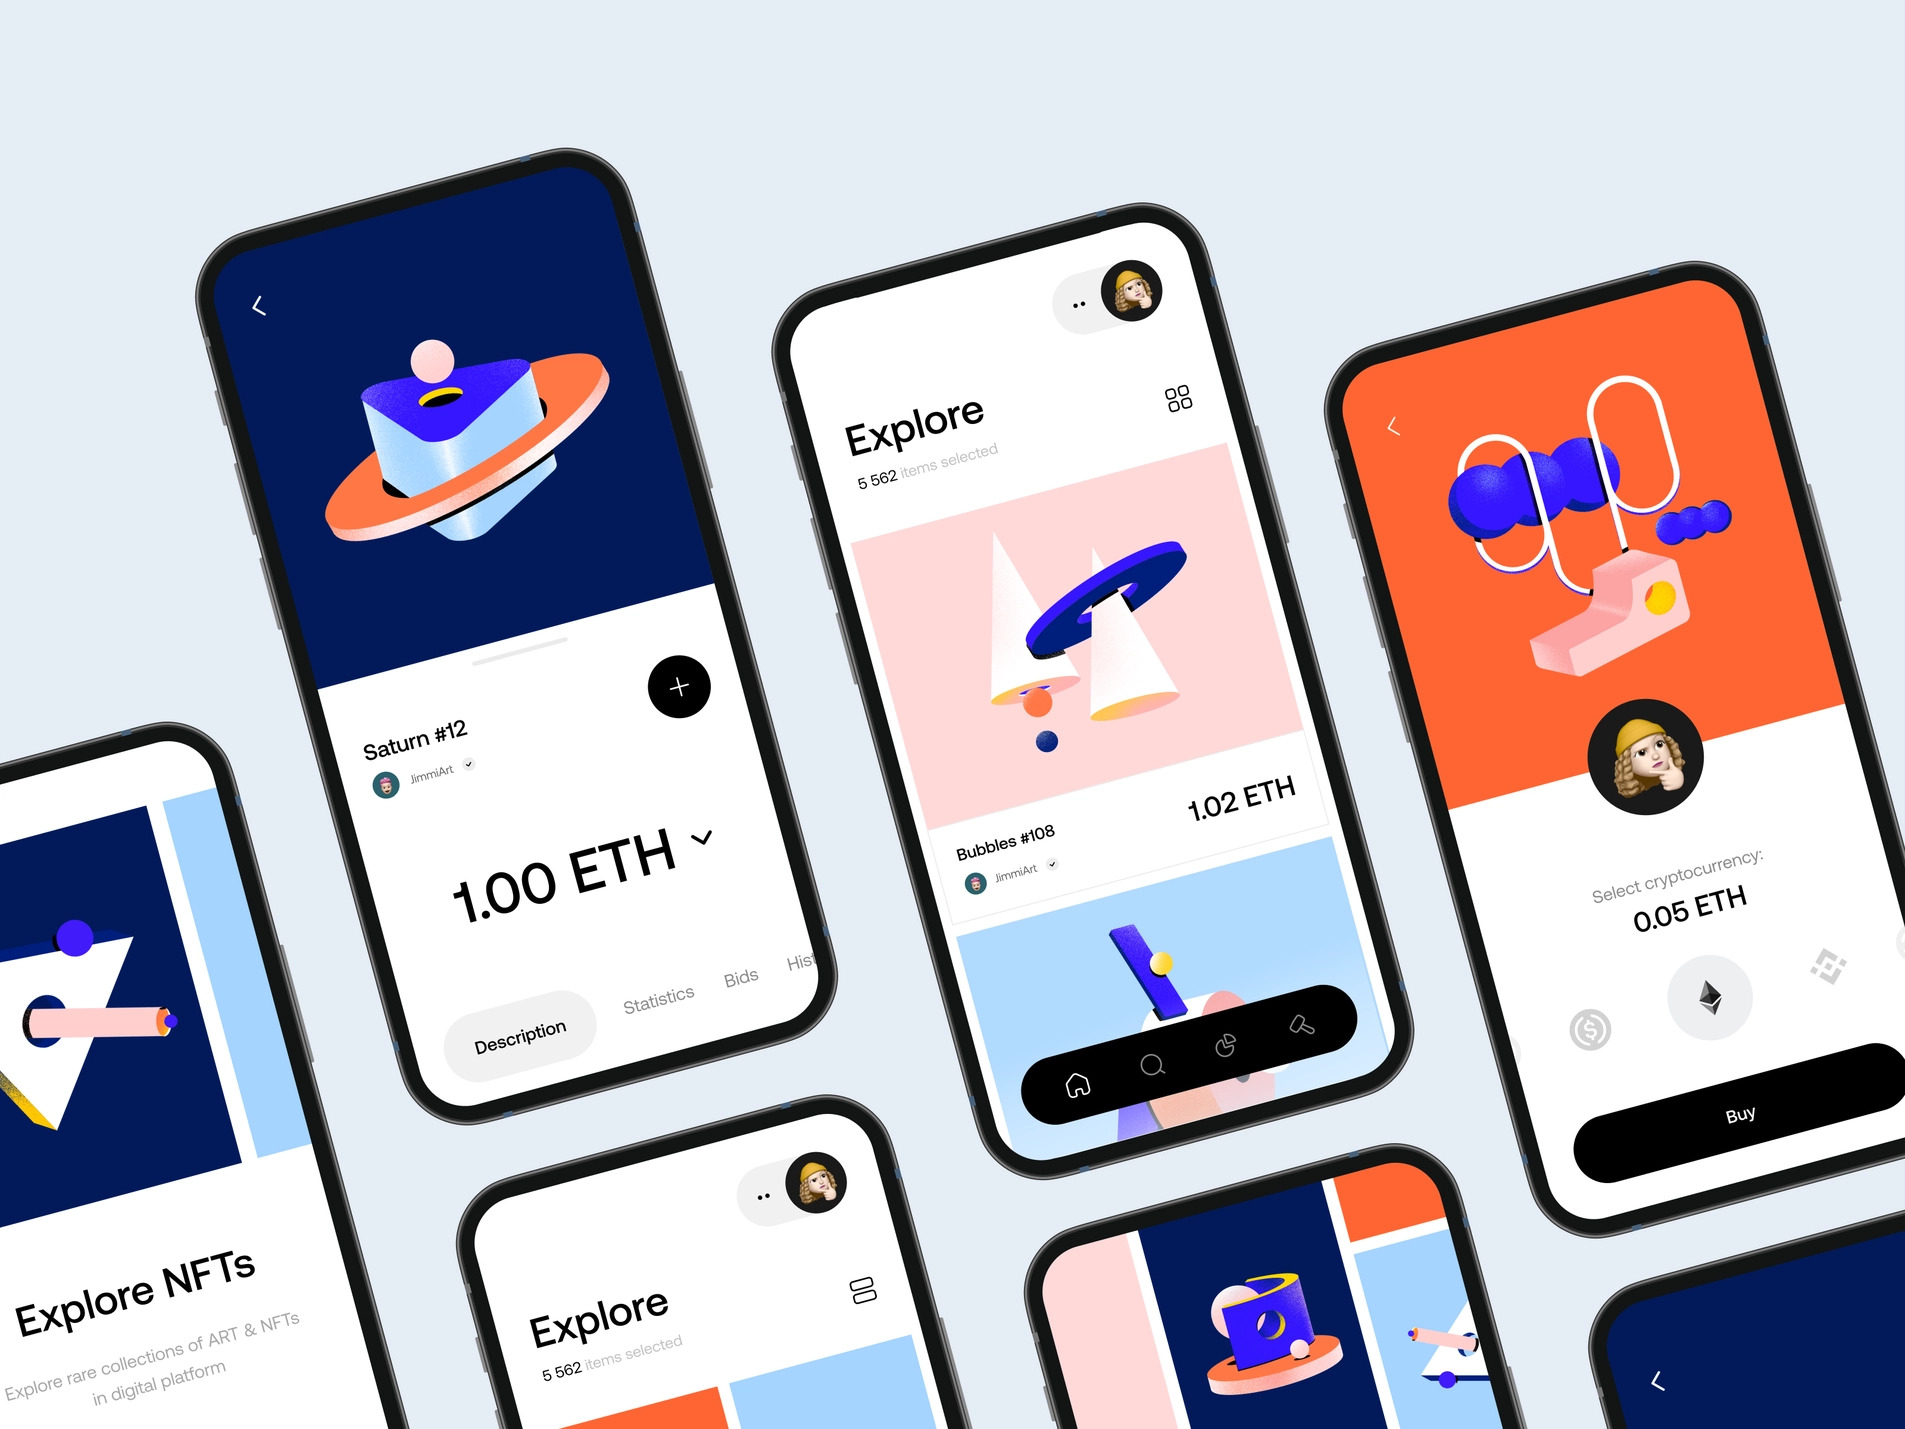 Saturn #12
JimmiArt
1.00 ETH
Description
Statistics
Bids
Explore
5 562 items selected
Bubbles #108
JimmiArt
1.02 ETH
Select cryptocurrency:
0.05 ETH
Buy
Explore NFTs
Explore rare collections of ART & NFTs
in digital platform
Explore
5 562 items selected